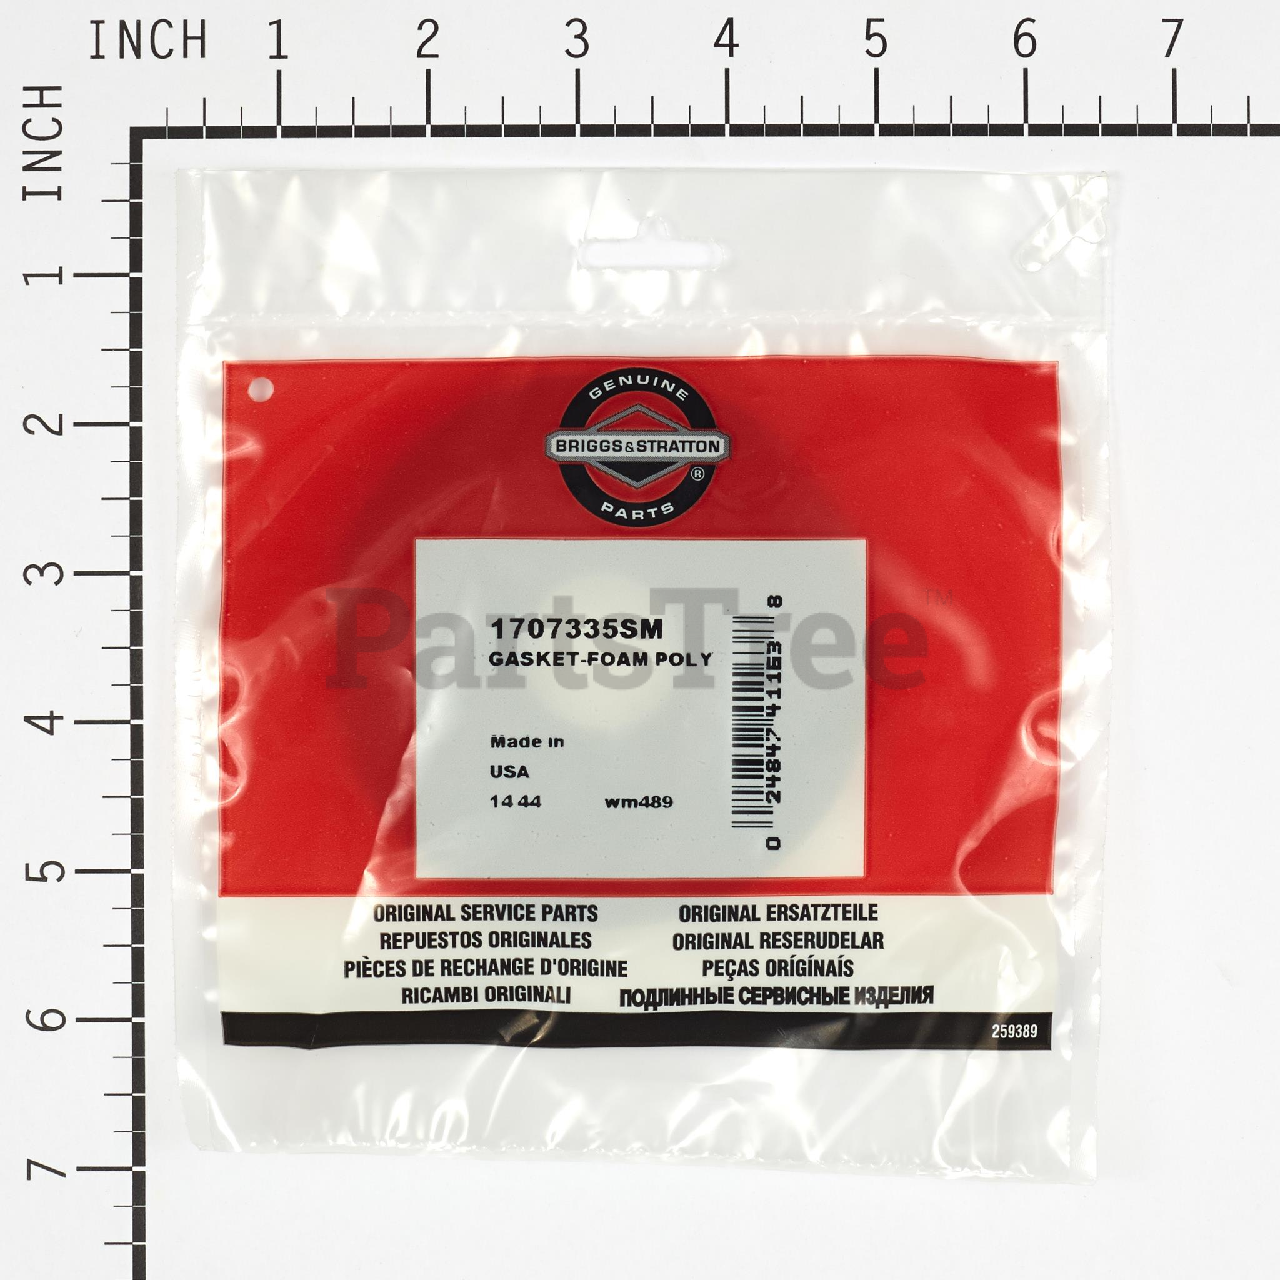 INCH 1 2 3 4 5 6 7
INCH 1 2 3 4 5 6 7
GENUINE
BRIGGS&STRATTON
®
PARTS
PartsTree™
1707335SM
GASKET-FOAM POLY
Made in
USA
14 44 wm489
0 24847 41163 8
ORIGINAL SERVICE PARTS ORIGINAL ERSATZTEILE
REPUESTOS ORIGINALES ORIGINAL RESERUDELAR
PIÈCES DE RECHANGE D'ORIGINE PEÇAS ORÍGÍNAÍS
RICAMBI ORIGINALI ПОДЛИННЫЕ СЕРВИСНЫЕ ИЗДЕЛИЯ
259389